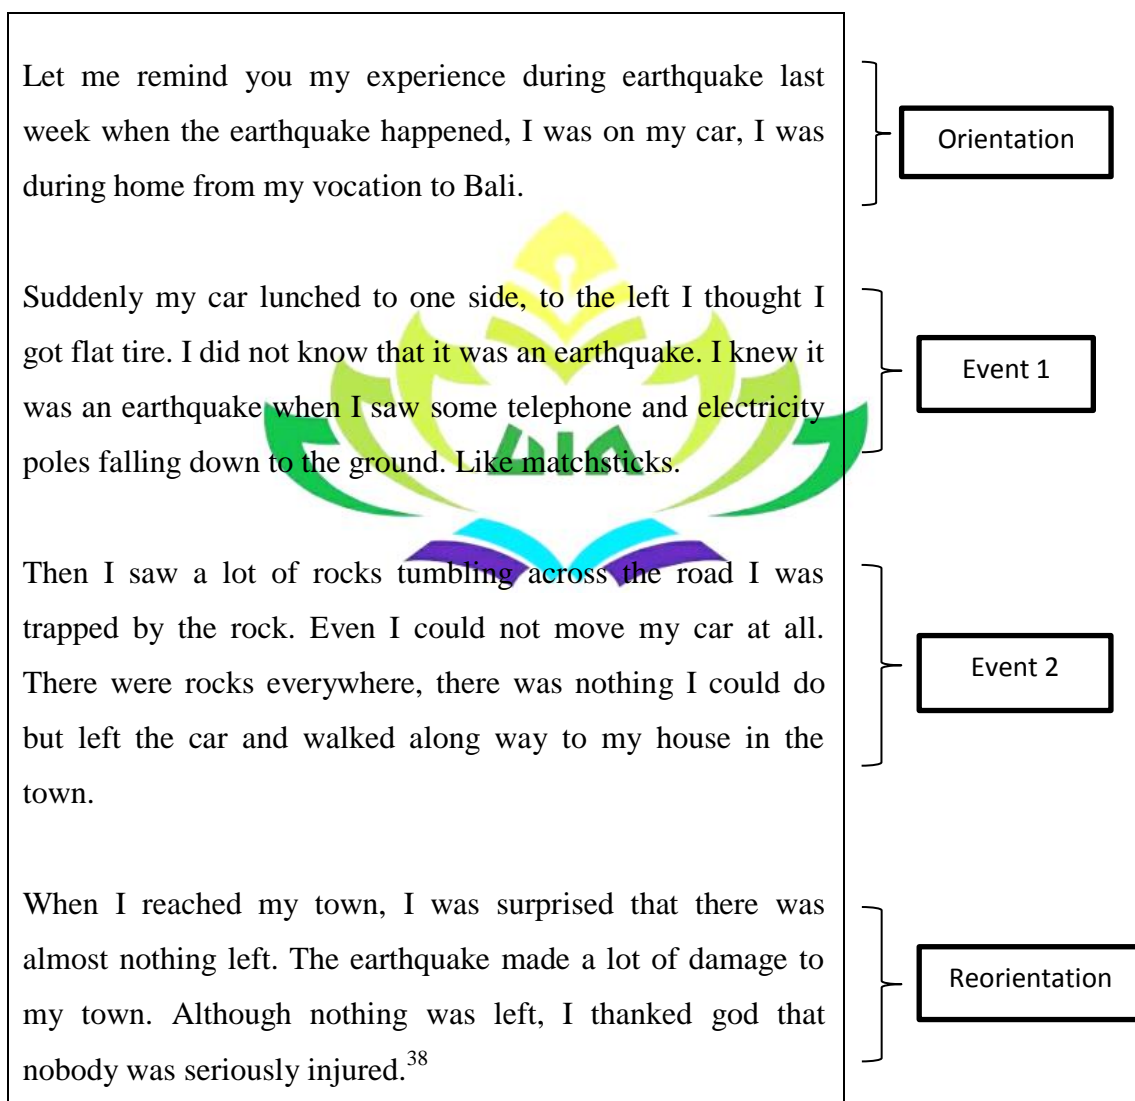 Let me remind you my experience during earthquake last
week when the earthquake happened, I was on my car, I was
during home from my vocation to Bali.
Orientation
Suddenly my car lunched to one side, to the left I thought I
got flat tire. I did not know that it was an earthquake. I knew it
was an earthquake when I saw some telephone and electricity
poles falling down to the ground. Like matchsticks.
Event 1
Then I saw a lot of rocks tumbling across the road I was
trapped by the rock. Even I could not move my car at all.
There were rocks everywhere, there was nothing I could do
but left the car and walked along way to my house in the
town.
Event 2
When I reached my town, I was surprised that there was
almost nothing left. The earthquake made a lot of damage to
my town. Although nothing was left, I thanked god that
nobody was seriously injured.38
Reorientation